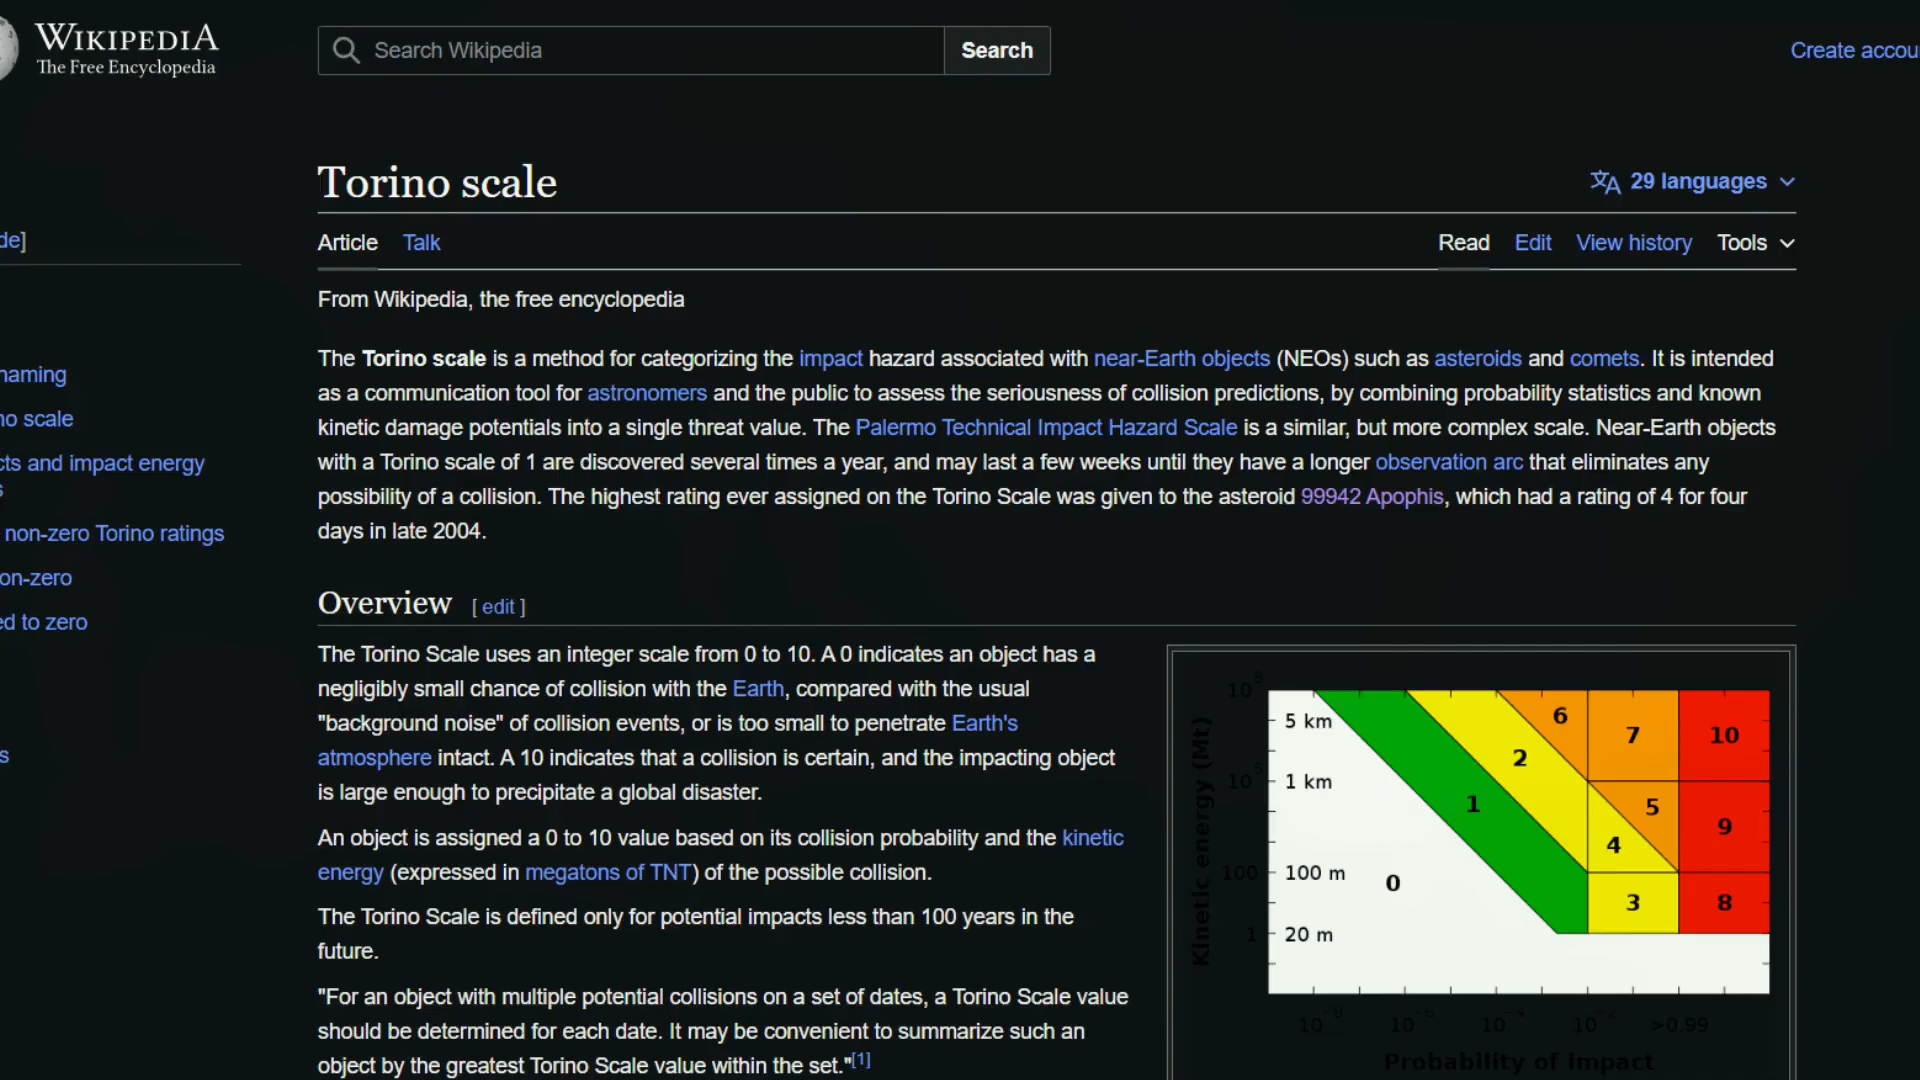 WIKIPEDIA
The Free Encyclopedia
Search Wikipedia
Search
Create accou
Torino scale
29 languages
de]
Article Talk
Read Edit View history Tools
From Wikipedia, the free encyclopedia
naming
no scale
cts and impact energy
s
non-zero Torino ratings
on-zero
ed to zero
s
The Torino scale is a method for categorizing the impact hazard associated with near-Earth objects (NEOs) such as asteroids and comets. It is intended
as a communication tool for astronomers and the public to assess the seriousness of collision predictions, by combining probability statistics and known
kinetic damage potentials into a single threat value. The Palermo Technical Impact Hazard Scale is a similar, but more complex scale. Near-Earth objects
with a Torino scale of 1 are discovered several times a year, and may last a few weeks until they have a longer observation arc that eliminates any
possibility of a collision. The highest rating ever assigned on the Torino Scale was given to the asteroid 99942 Apophis, which had a rating of 4 for four
days in late 2004.
Overview [ edit ]
The Torino Scale uses an integer scale from 0 to 10. A 0 indicates an object has a
negligibly small chance of collision with the Earth, compared with the usual
"background noise" of collision events, or is too small to penetrate Earth's
atmosphere intact. A 10 indicates that a collision is certain, and the impacting object
is large enough to precipitate a global disaster.
An object is assigned a 0 to 10 value based on its collision probability and the kinetic
energy (expressed in megatons of TNT) of the possible collision.
The Torino Scale is defined only for potential impacts less than 100 years in the
future.
"For an object with multiple potential collisions on a set of dates, a Torino Scale value
should be determined for each date. It may be convenient to summarize such an
object by the greatest Torino Scale value within the set."[1]
Kinetic energy (Mt)
10⁸
5 km
6
7
10
2
10⁵
1 km
1
5
9
4
100
100 m
0
3
8
1
20 m
>0.99
Probability of impact